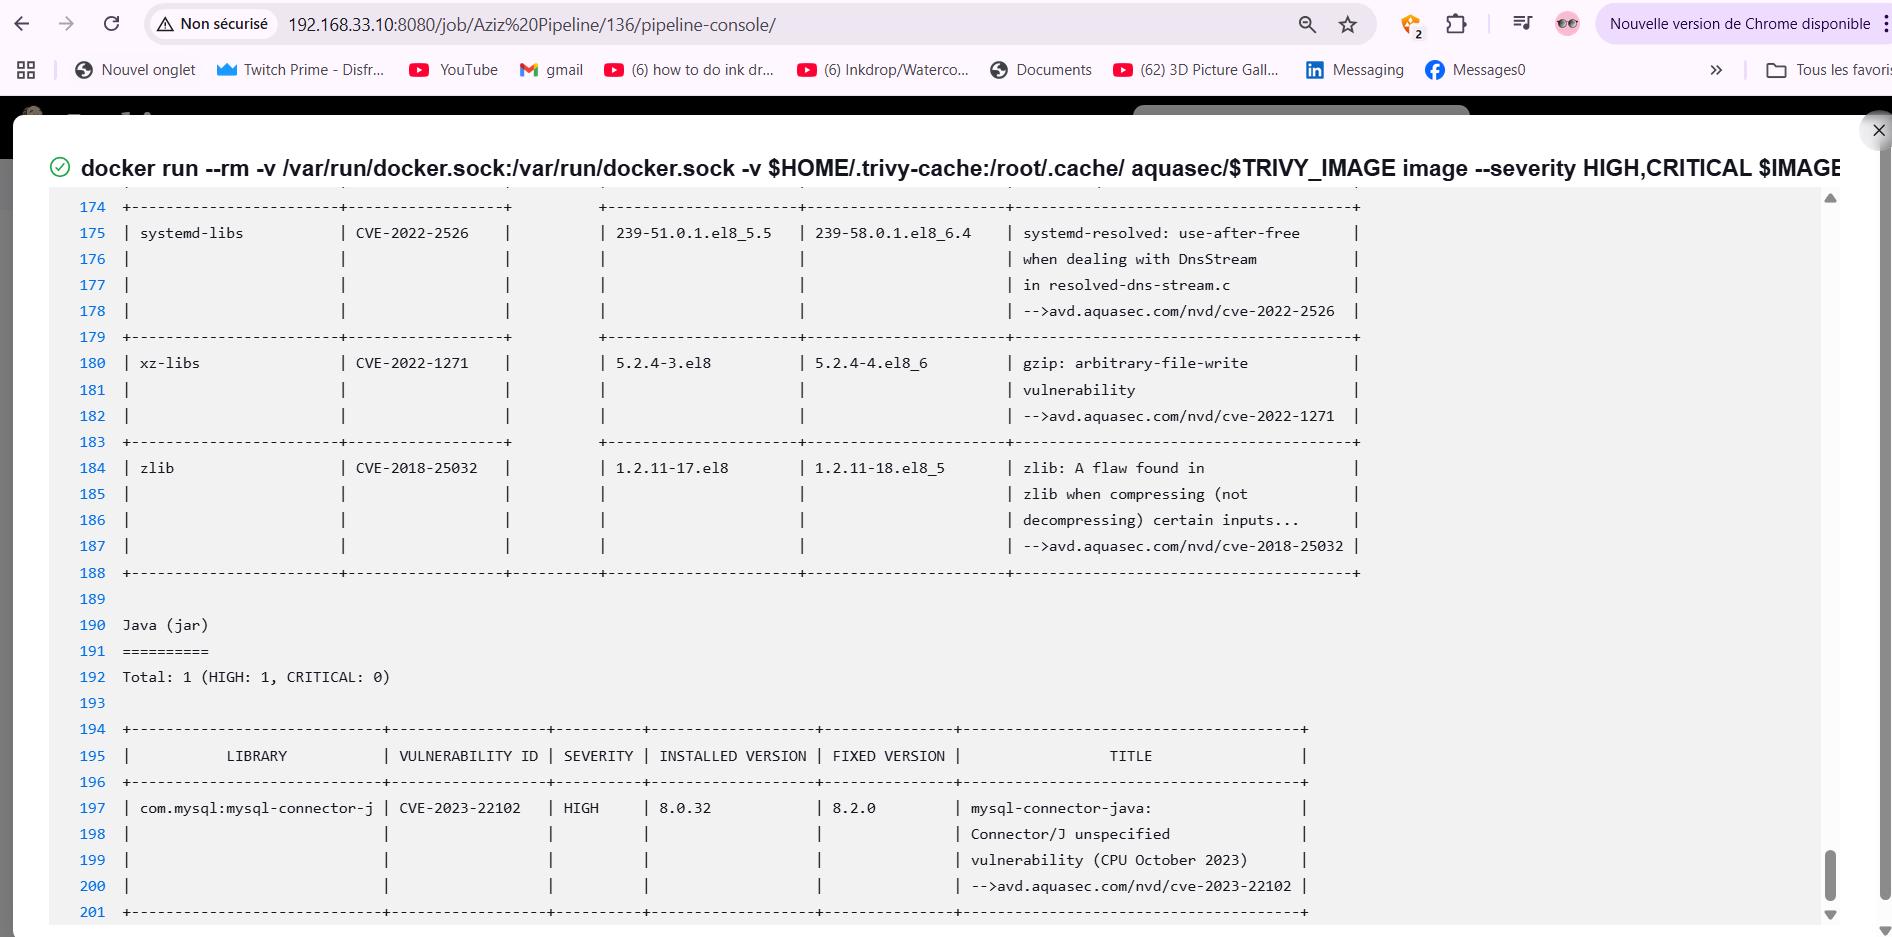 Non sécurisé 192.168.33.10:8080/job/Aziz%20Pipeline/136/pipeline-console/ 2 Nouvelle version de Chrome disponible
Nouvel onglet Twitch Prime - Disfr... YouTube gmail (6) how to do ink dr... (6) Inkdrop/Waterco... Documents (62) 3D Picture Gall... Messaging Messages0 » Tous les favoris
docker run --rm -v /var/run/docker.sock:/var/run/docker.sock -v $HOME/.trivy-cache:/root/.cache/ aquasec/$TRIVY_IMAGE image --severity HIGH,CRITICAL $IMAGE
174 +------------------------+------------------+ +----------------------+-----------------------+---------------------------------------+
175 | systemd-libs | CVE-2022-2526 | | 239-51.0.1.el8_5.5 | 239-58.0.1.el8_6.4 | systemd-resolved: use-after-free |
176 | | | | | | when dealing with DnsStream |
177 | | | | | | in resolved-dns-stream.c |
178 | | | | | | -->avd.aquasec.com/nvd/cve-2022-2526 |
179 +------------------------+------------------+ +----------------------+-----------------------+---------------------------------------+
180 | xz-libs | CVE-2022-1271 | | 5.2.4-3.el8 | 5.2.4-4.el8_6 | gzip: arbitrary-file-write |
181 | | | | | | vulnerability |
182 | | | | | | -->avd.aquasec.com/nvd/cve-2022-1271 |
183 +------------------------+------------------+ +----------------------+-----------------------+---------------------------------------+
184 | zlib | CVE-2018-25032 | | 1.2.11-17.el8 | 1.2.11-18.el8_5 | zlib: A flaw found in |
185 | | | | | | zlib when compressing (not |
186 | | | | | | decompressing) certain inputs... |
187 | | | | | | -->avd.aquasec.com/nvd/cve-2018-25032 |
188 +------------------------+------------------+----------+----------------------+-----------------------+---------------------------------------+
189
190 Java (jar)
191 ==========
192 Total: 1 (HIGH: 1, CRITICAL: 0)
193
194 +-----------------------------+------------------+----------+-------------------+---------------+---------------------------------------+
195 | LIBRARY | VULNERABILITY ID | SEVERITY | INSTALLED VERSION | FIXED VERSION | TITLE |
196 +-----------------------------+------------------+----------+-------------------+---------------+---------------------------------------+
197 | com.mysql:mysql-connector-j | CVE-2023-22102 | HIGH | 8.0.32 | 8.2.0 | mysql-connector-java: |
198 | | | | | | Connector/J unspecified |
199 | | | | | | vulnerability (CPU October 2023) |
200 | | | | | | -->avd.aquasec.com/nvd/cve-2023-22102 |
201 +-----------------------------+------------------+----------+-------------------+---------------+---------------------------------------+